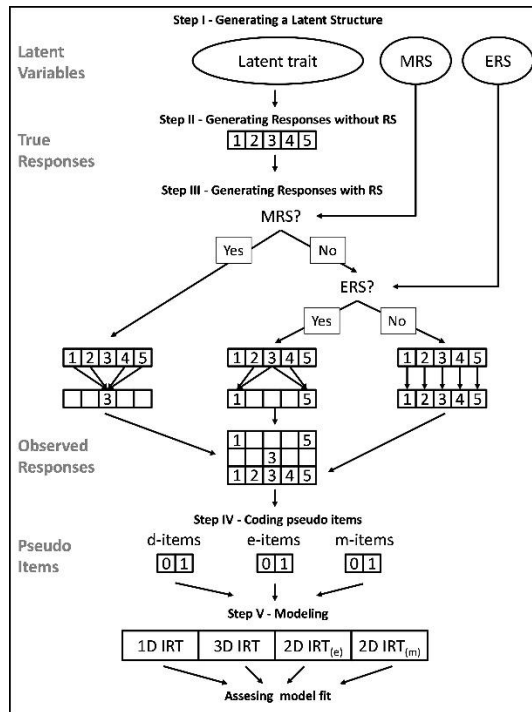 Step I - Generating a Latent Structure
Latent
Variables
Latent trait
MRS
ERS
Step II - Generating Responses without RS
True
Responses
1 2 3 4 5
Step III - Generating Responses with RS
MRS?
Yes
No
ERS?
Yes
No
1 2 3 4 5
1 2 3 4 5
1 2 3 4 5
3
1 5
1 2 3 4 5
Observed
Responses
1 5
3
1 2 3 4 5
Step IV - Coding pseudo items
Pseudo
Items
d-items
e-items
m-items
0 1
0 1
0 1
Step V - Modeling
1D IRT
3D IRT
2D IRT(e)
2D IRT(m)
Assesing model fit